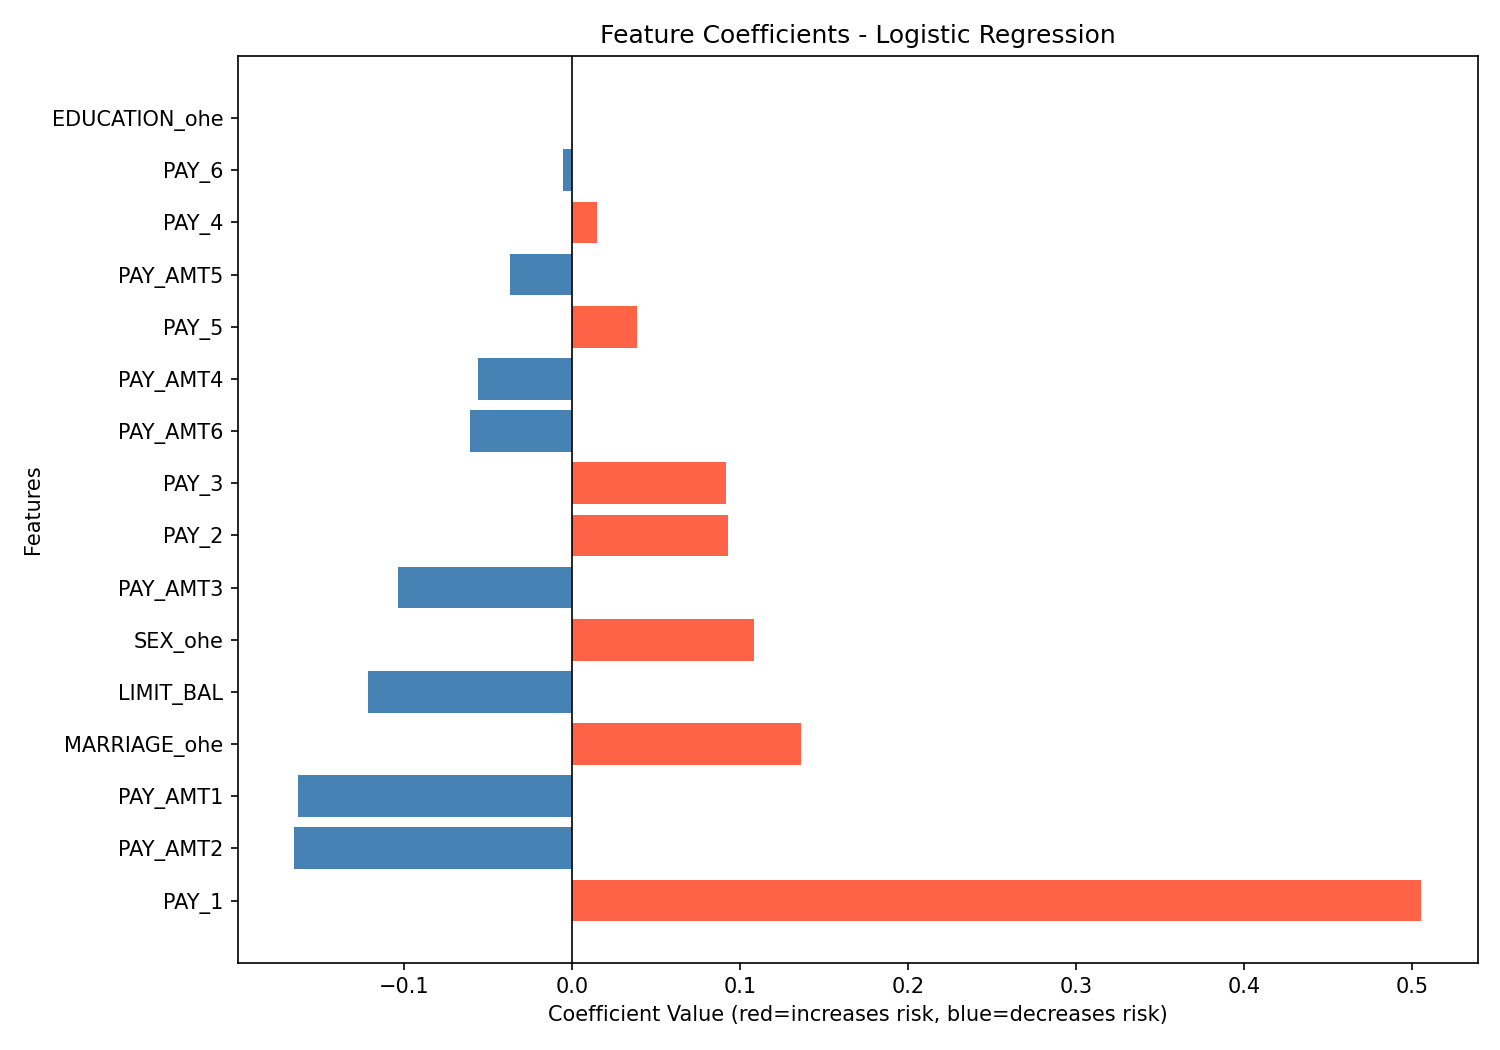 Feature Coefficients - Logistic Regression
EDUCATION_ohe
PAY_6
PAY_4
PAY_AMT5
PAY_5
PAY_AMT4
PAY_AMT6
PAY_3
PAY_2
PAY_AMT3
SEX_ohe
LIMIT_BAL
MARRIAGE_ohe
PAY_AMT1
PAY_AMT2
PAY_1
Features
−0.1 0.0 0.1 0.2 0.3 0.4 0.5
Coefficient Value (red=increases risk, blue=decreases risk)